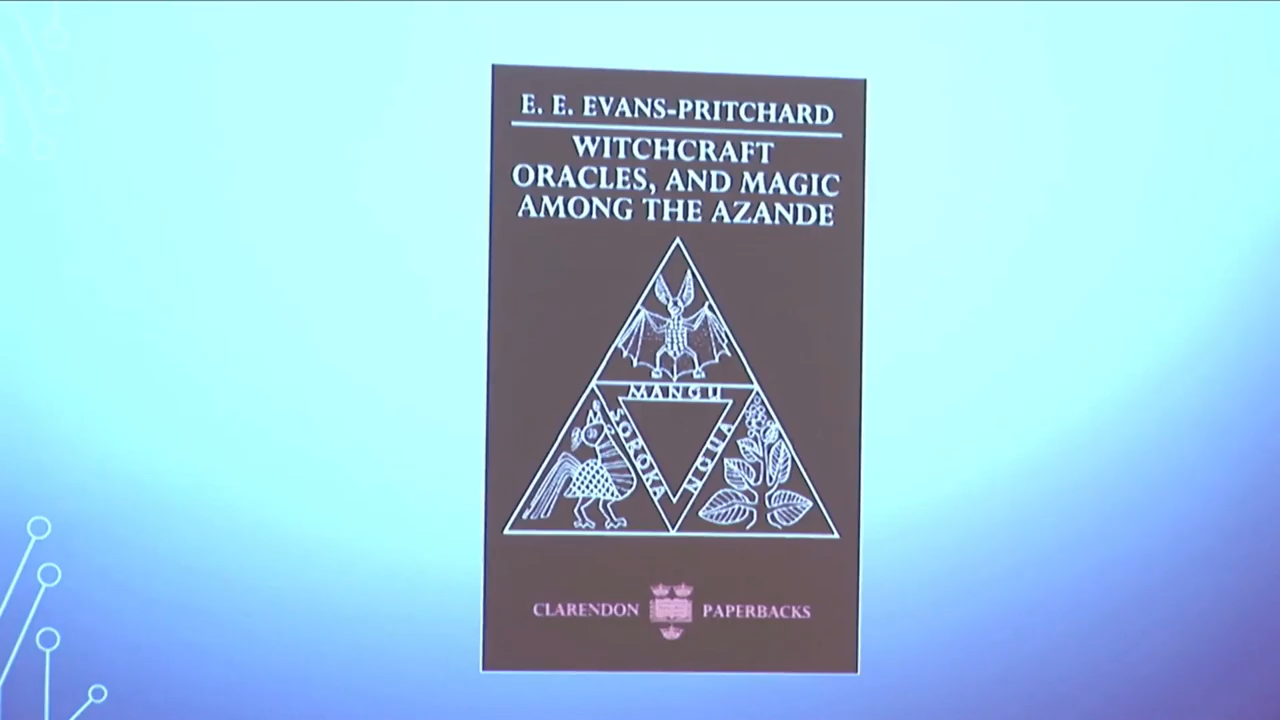 E. E. EVANS-PRITCHARD
WITCHCRAFT
ORACLES, AND MAGIC
AMONG THE AZANDE
MANGU
SOROKA
NGUA
CLARENDON PAPERBACKS